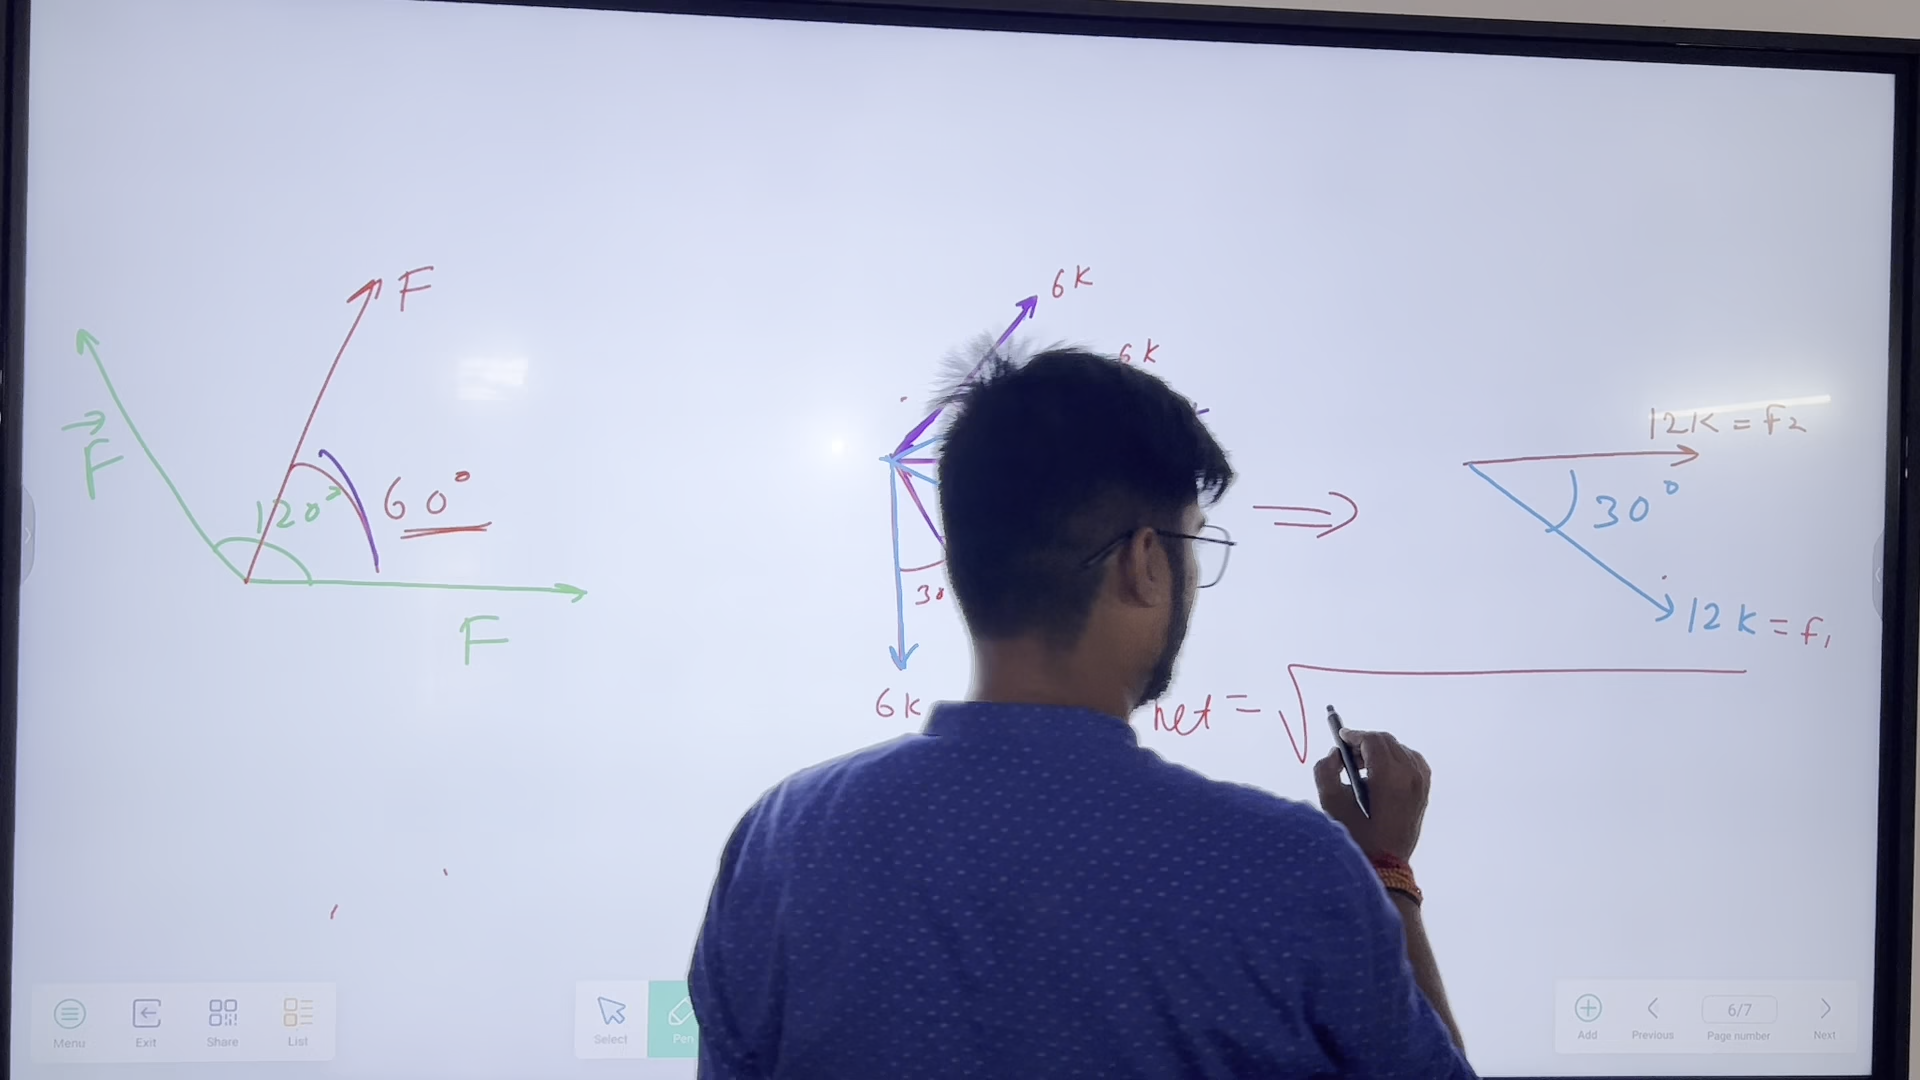 F
F⃗
120°
60°
F
6K
6K
30
6K
12K = f2
30°
12K = f1
net = √
Menu
Exit
Share
List
Select
Pen
Add
Previous
6/7
Page number
Next